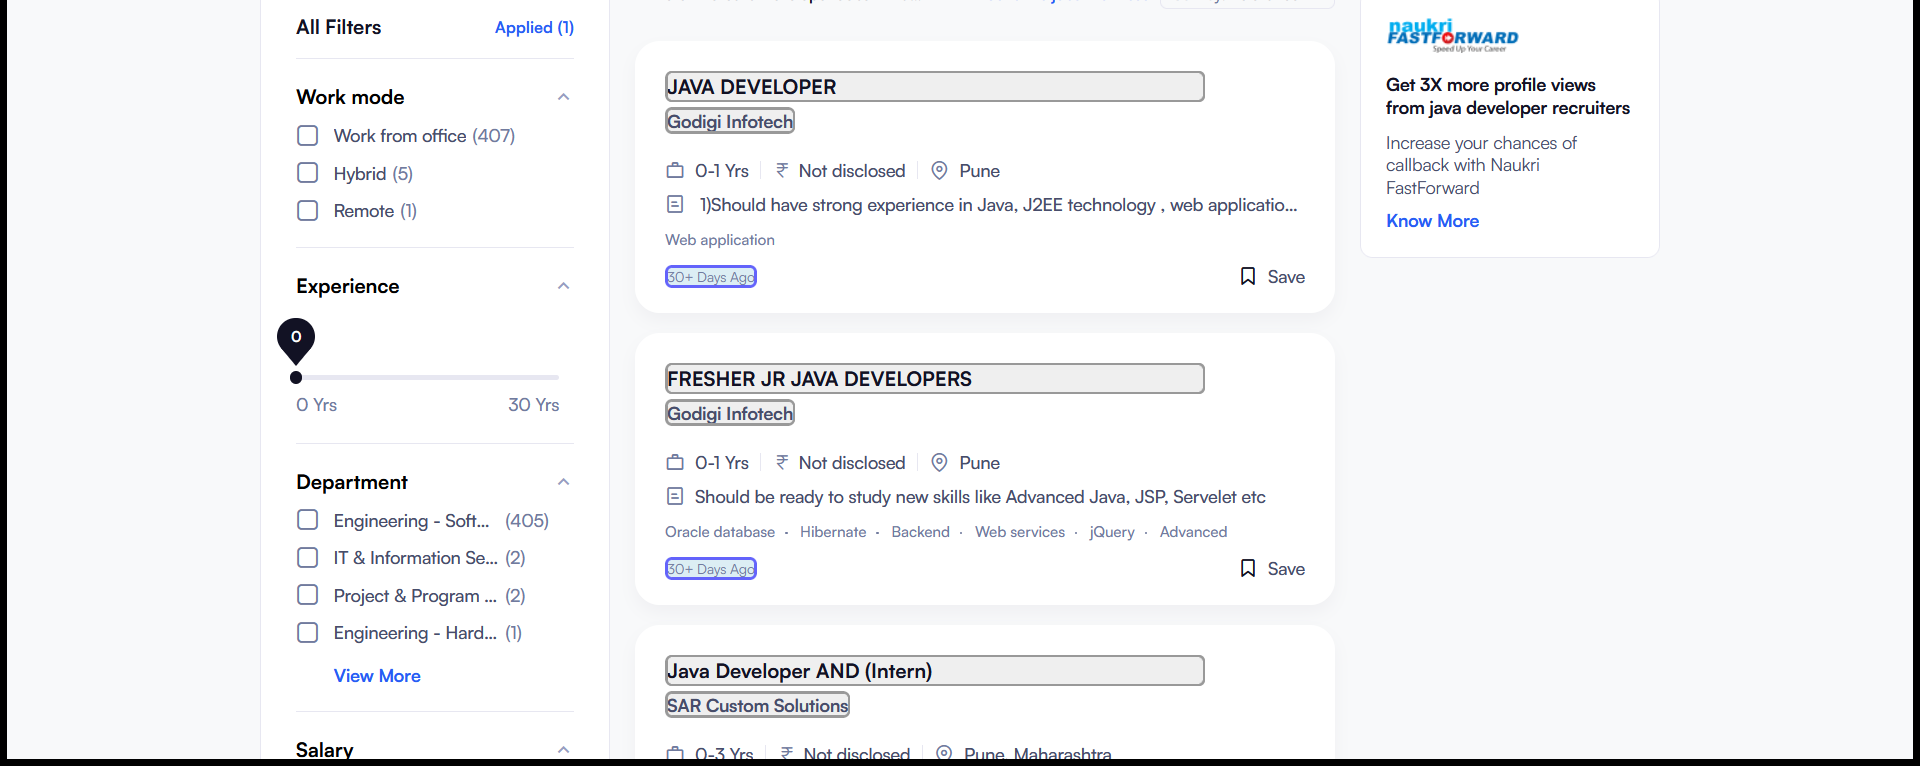 All Filters
Applied (1)
Work mode
Work from office (407)
Hybrid (5)
Remote (1)
Experience
0
0 Yrs
30 Yrs
Department
Engineering - Soft... (405)
IT & Information Se... (2)
Project & Program ... (2)
Engineering - Hard... (1)
View More
Salary
JAVA DEVELOPER
Godigi Infotech
0-1 Yrs
₹ Not disclosed
Pune
1)Should have strong experience in Java, J2EE technology , web applicatio...
Web application
30+ Days Ago
Save
FRESHER JR JAVA DEVELOPERS
Godigi Infotech
0-1 Yrs
₹ Not disclosed
Pune
Should be ready to study new skills like Advanced Java, JSP, Servelet etc
Oracle database · Hibernate · Backend · Web services · jQuery · Advanced
30+ Days Ago
Save
Java Developer AND (Intern)
SAR Custom Solutions
0-3 Yrs
₹ Not disclosed
Pune, Maharashtra
naukri
FASTFORWARD
Speed Up Your Career
Get 3X more profile views
from java developer recruiters
Increase your chances of
callback with Naukri
FastForward
Know More